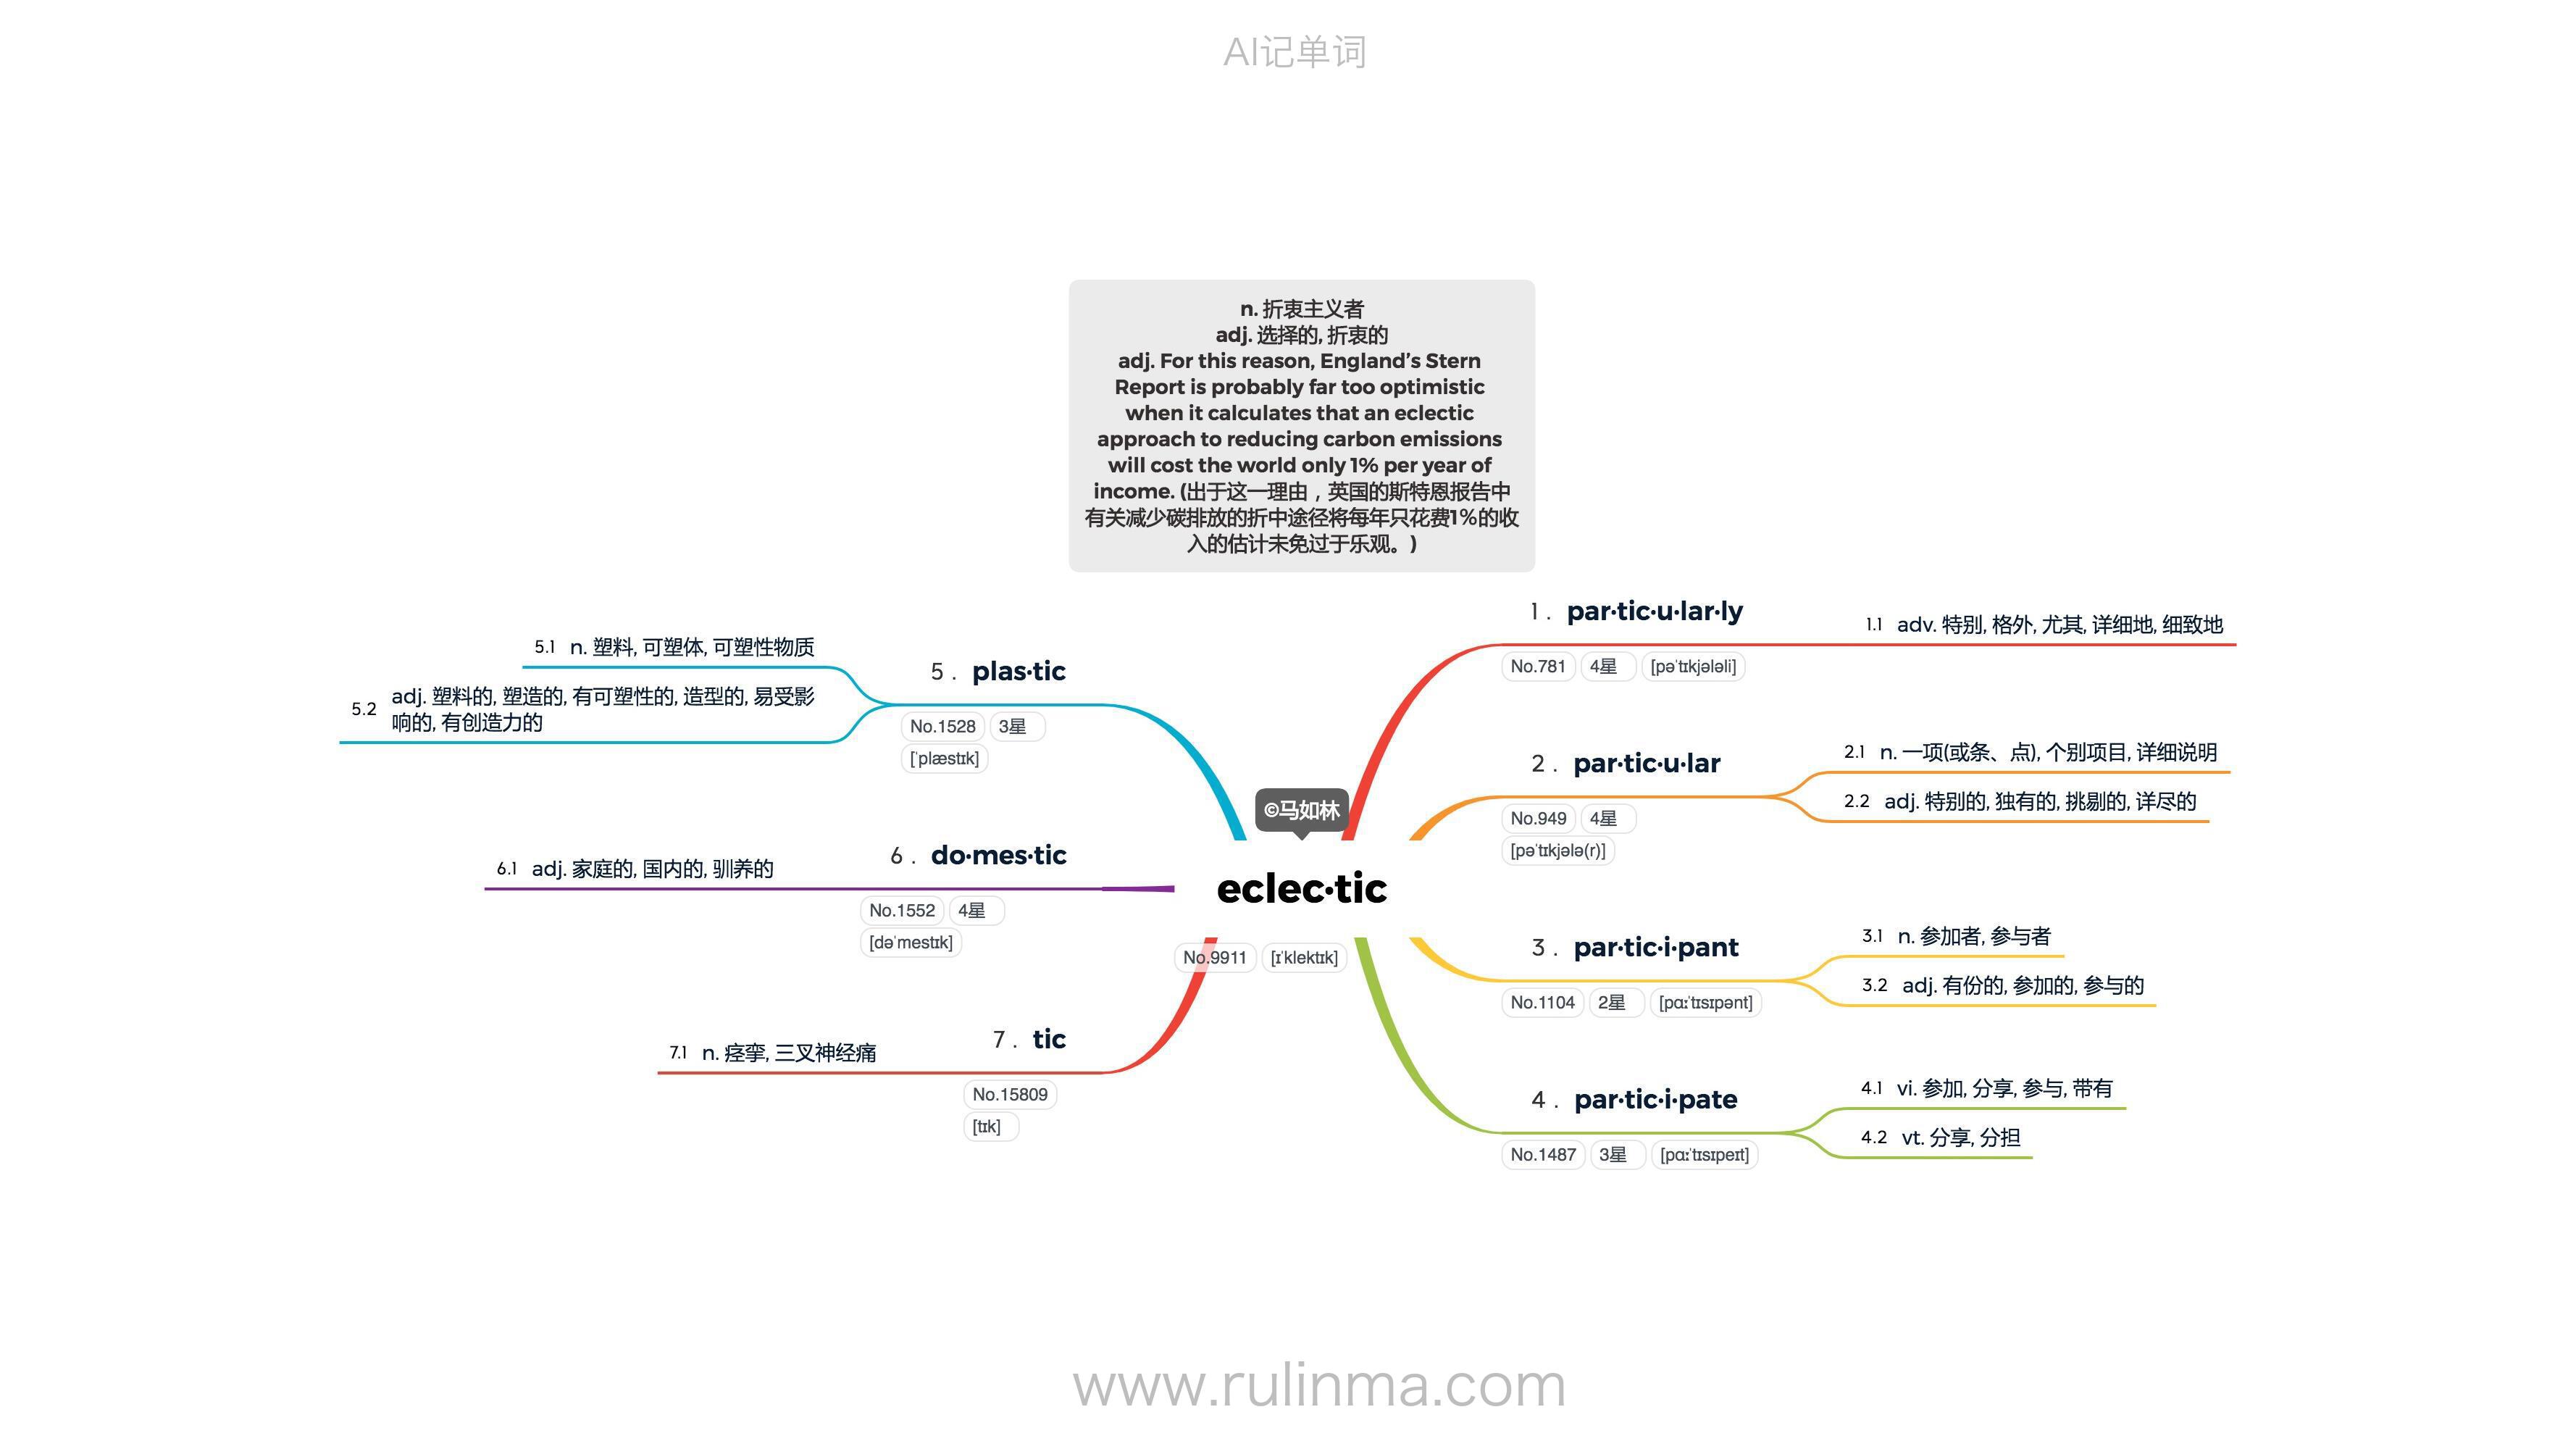 AI记单词
n. 折衷主义者
adj. 选择的, 折衷的
adj. For this reason, England’s Stern
Report is probably far too optimistic
when it calculates that an eclectic
approach to reducing carbon emissions
will cost the world only 1% per year of
income. (出于这一理由，英国的斯特恩报告中
有关减少碳排放的折中途径将每年只花费1%的收
入的估计未免过于乐观。)
©马如林
eclec·tic
No.9911 [ɪˈklektɪk]
1 . par·tic·u·lar·ly
No.781 4星 [pəˈtɪkjələli]
1.1 adv. 特别, 格外, 尤其, 详细地, 细致地
2 . par·tic·u·lar
No.949 4星
[pəˈtɪkjələ(r)]
2.1 n. 一项(或条、点), 个别项目, 详细说明
2.2 adj. 特别的, 独有的, 挑剔的, 详尽的
3 . par·tic·i·pant
No.1104 2星 [pɑːˈtɪsɪpənt]
3.1 n. 参加者, 参与者
3.2 adj. 有份的, 参加的, 参与的
4 . par·tic·i·pate
No.1487 3星 [pɑːˈtɪsɪpeɪt]
4.1 vi. 参加, 分享, 参与, 带有
4.2 vt. 分享, 分担
5 . plas·tic
No.1528 3星
[ˈplæstɪk]
5.1 n. 塑料, 可塑体, 可塑性物质
5.2 adj. 塑料的, 塑造的, 有可塑性的, 造型的, 易受影
响的, 有创造力的
6 . do·mes·tic
No.1552 4星
[dəˈmestɪk]
6.1 adj. 家庭的, 国内的, 驯养的
7 . tic
No.15809
[tɪk]
7.1 n. 痉挛, 三叉神经痛
www.rulinma.com